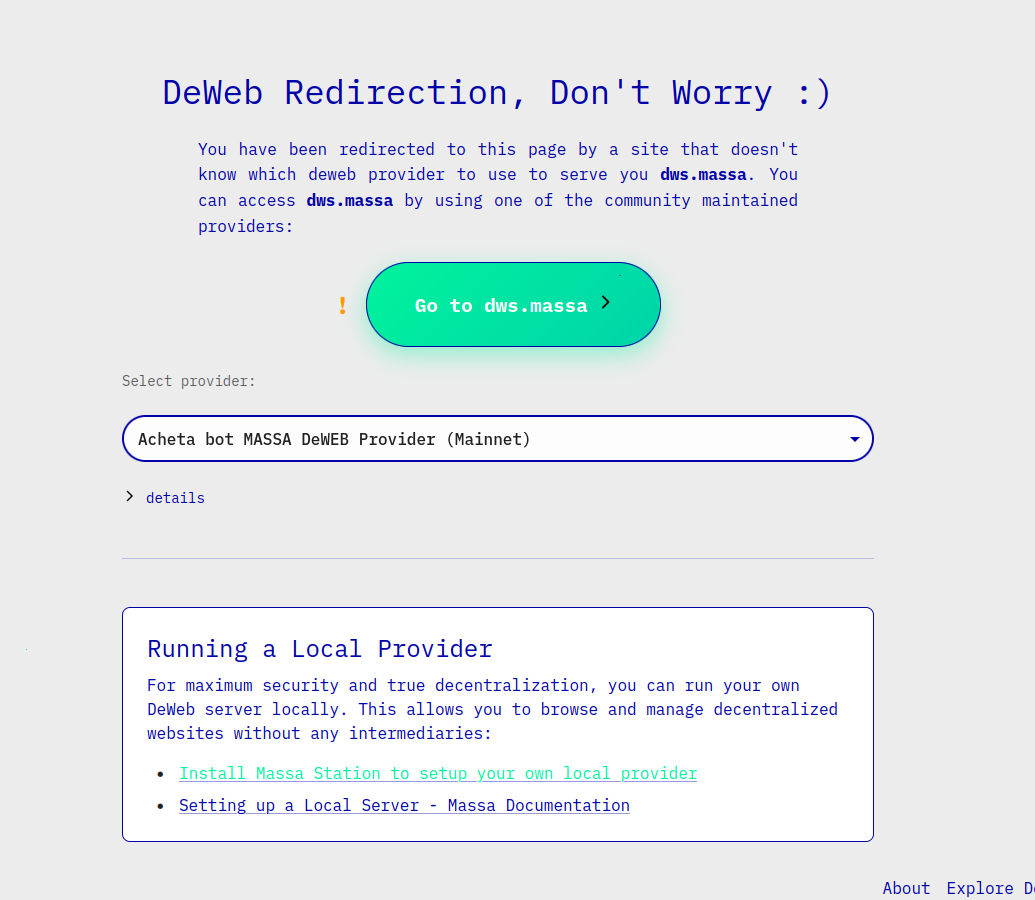 DeWeb Redirection, Don't Worry :)
You have been redirected to this page by a site that doesn't
know which deweb provider to use to serve you dws.massa. You
can access dws.massa by using one of the community maintained
providers:
! Go to dws.massa
Select provider:
Acheta bot MASSA DeWEB Provider (Mainnet)
details
Running a Local Provider
For maximum security and true decentralization, you can run your own
DeWeb server locally. This allows you to browse and manage decentralized
websites without any intermediaries:
• Install Massa Station to setup your own local provider
• Setting up a Local Server - Massa Documentation
About Explore